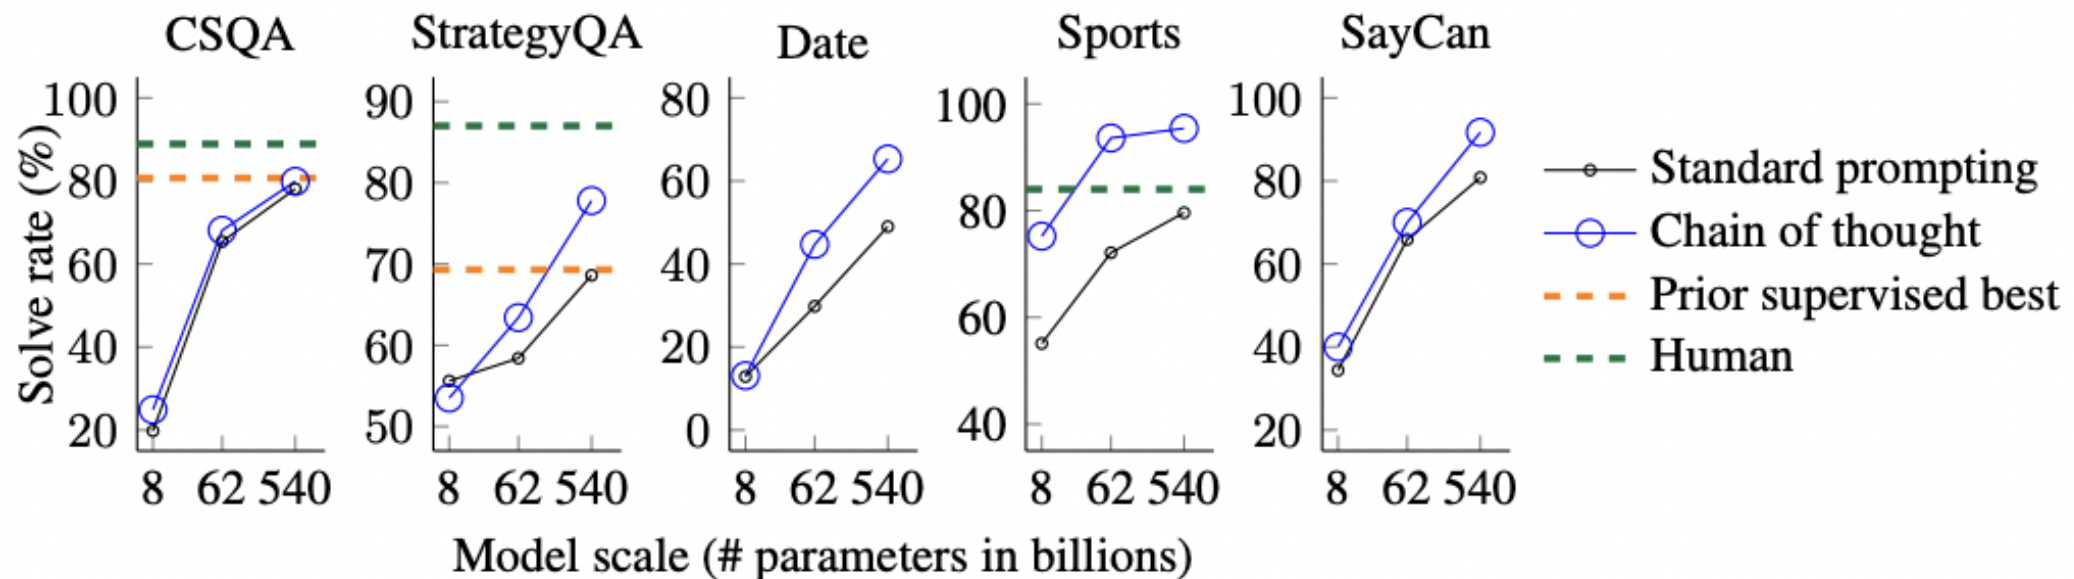 CSQA
StrategyQA
Date
Sports
SayCan
Solve rate (%)
100
80
60
40
20
8 62 540
90
80
70
60
50
8 62 540
80
60
40
20
0
8 62 540
100
80
60
40
8 62 540
100
80
60
40
20
8 62 540
Model scale (# parameters in billions)
Standard prompting
Chain of thought
Prior supervised best
Human